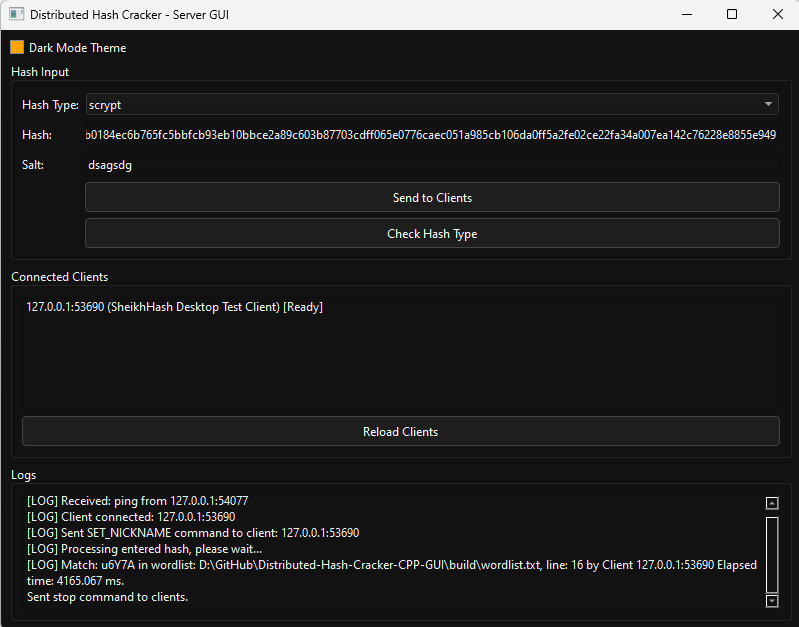 Distributed Hash Cracker - Server GUI
Dark Mode Theme
Hash Input
Hash Type: scrypt
Hash: b0184ec6b765fc5bbfcb93eb10bbce2a89c603b87703cdff065e0776caec051a985cb106da0ff5a2fe02ce22fa34a007ea142c76228e8855e949
Salt: dsagsdg
Send to Clients
Check Hash Type
Connected Clients
127.0.0.1:53690 (SheikhHash Desktop Test Client) [Ready]
Reload Clients
Logs
[LOG] Received: ping from 127.0.0.1:54077
[LOG] Client connected: 127.0.0.1:53690
[LOG] Sent SET_NICKNAME command to client: 127.0.0.1:53690
[LOG] Processing entered hash, please wait...
[LOG] Match: u6Y7A in wordlist: D:\GitHub\Distributed-Hash-Cracker-CPP-GUI\build\wordlist.txt, line: 16 by Client 127.0.0.1:53690 Elapsed
time: 4165.067 ms.
Sent stop command to clients.